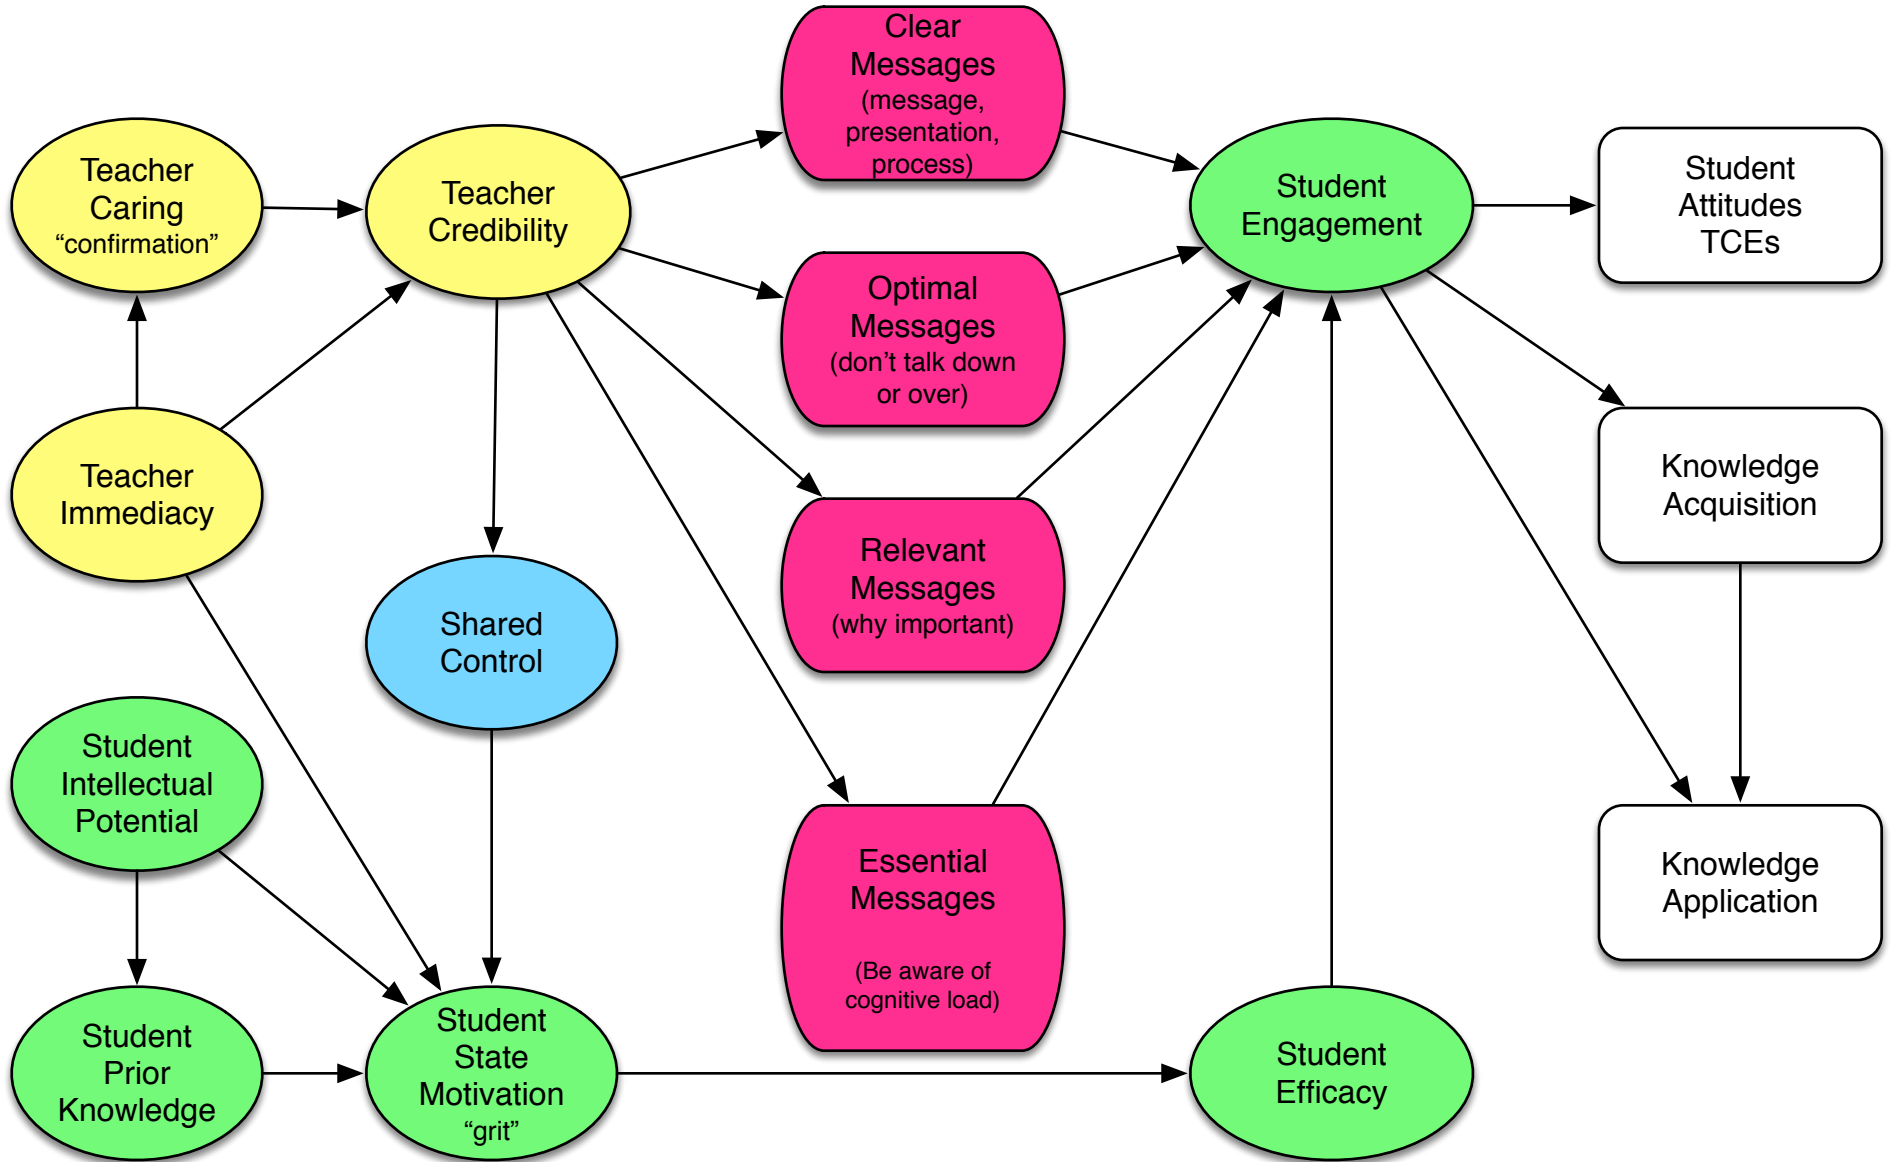 Clear
Messages
(message,
presentation,
process)
Teacher
Caring
“confirmation”
Teacher
Credibility
Student
Engagement
Student
Attitudes
TCEs
Optimal
Messages
(don’t talk down
or over)
Teacher
Immediacy
Knowledge
Acquisition
Relevant
Messages
(why important)
Shared
Control
Student
Intellectual
Potential
Essential
Messages
(Be aware of
cognitive load)
Knowledge
Application
Student
Prior
Knowledge
Student
State
Motivation
“grit”
Student
Efficacy